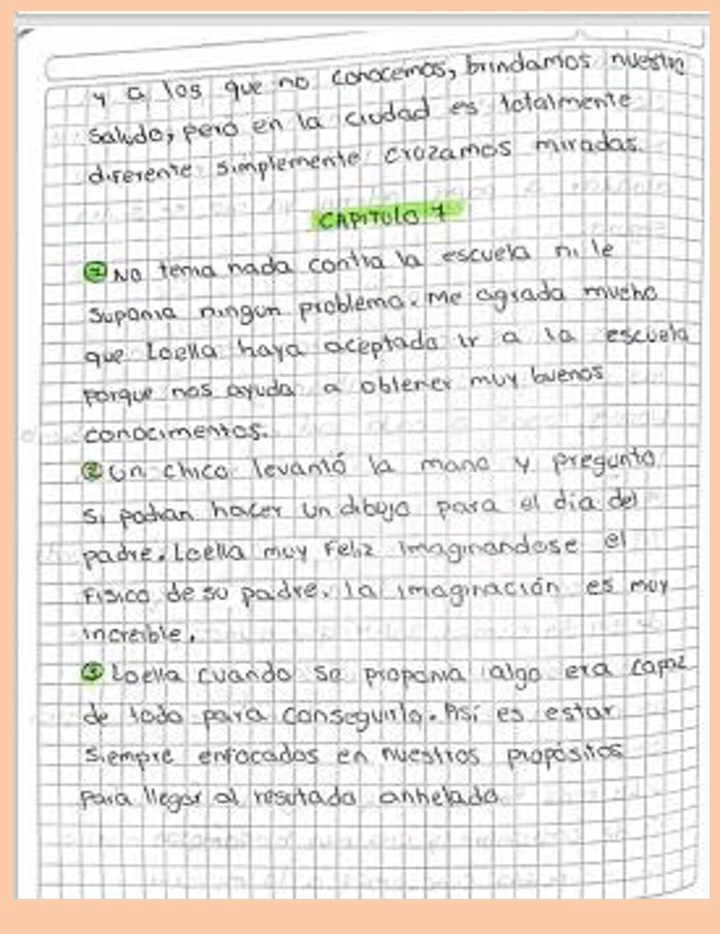 y a los que no conocemos, brindamos nuestro
saludo, pero en la ciudad es totalmente
diferente simplemente cruzamos miradas.
CAPITULO 7
① No tenia nada contra la escuela ni le
suponia ningun problema. Me agrada mucho
que Loella haya aceptado ir a la escuela
porque nos ayuda a obtener muy buenos
conocimentos.
② Un chico levantó la mano y pregunto
si podian hacer un dibujo para el dia del
padre. Loella muy feliz imaginandose el
fisico de su padre. la imaginación es muy
increible.
③ Loella cuando se proponia algo era capaz
de todo para conseguirlo. Asi es estar
siempre enfocados en nuestros propósitos
para llegar al resutado anhelado